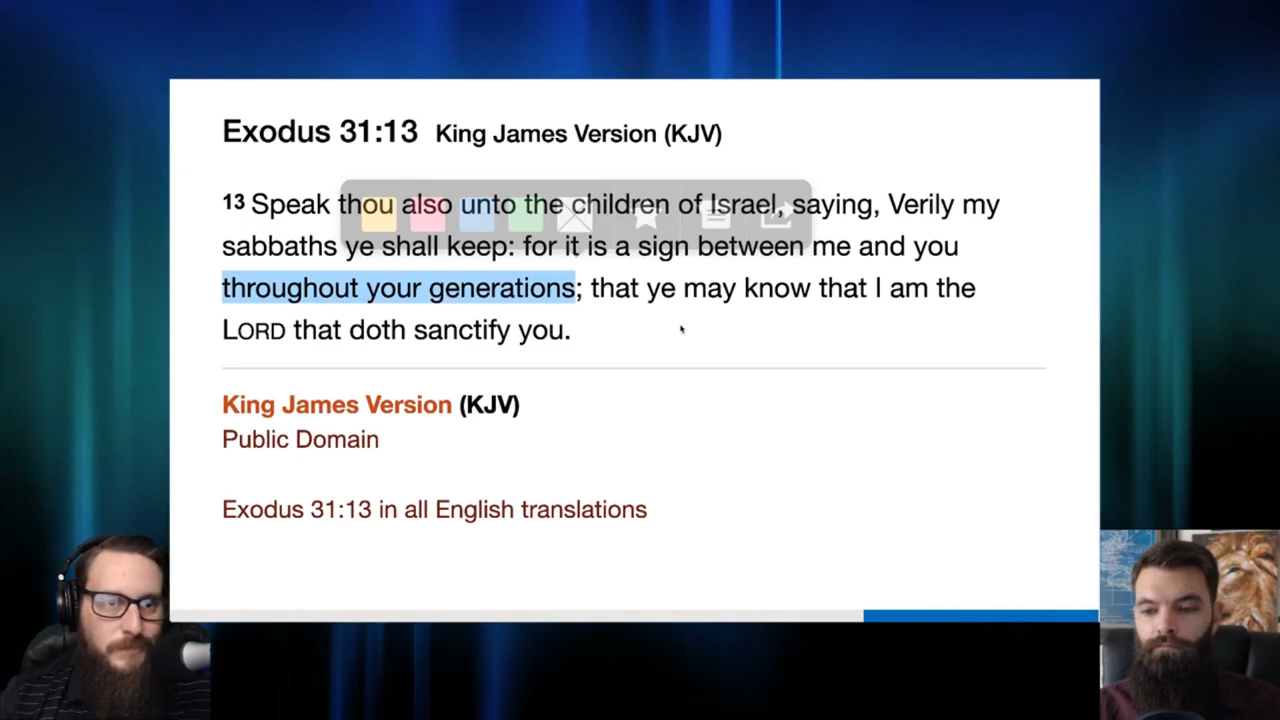 Exodus 31:13 King James Version (KJV)
13 Speak thou also unto the children of Israel, saying, Verily my
sabbaths ye shall keep: for it is a sign between me and you
throughout your generations; that ye may know that I am the
LORD that doth sanctify you.
King James Version (KJV)
Public Domain
Exodus 31:13 in all English translations